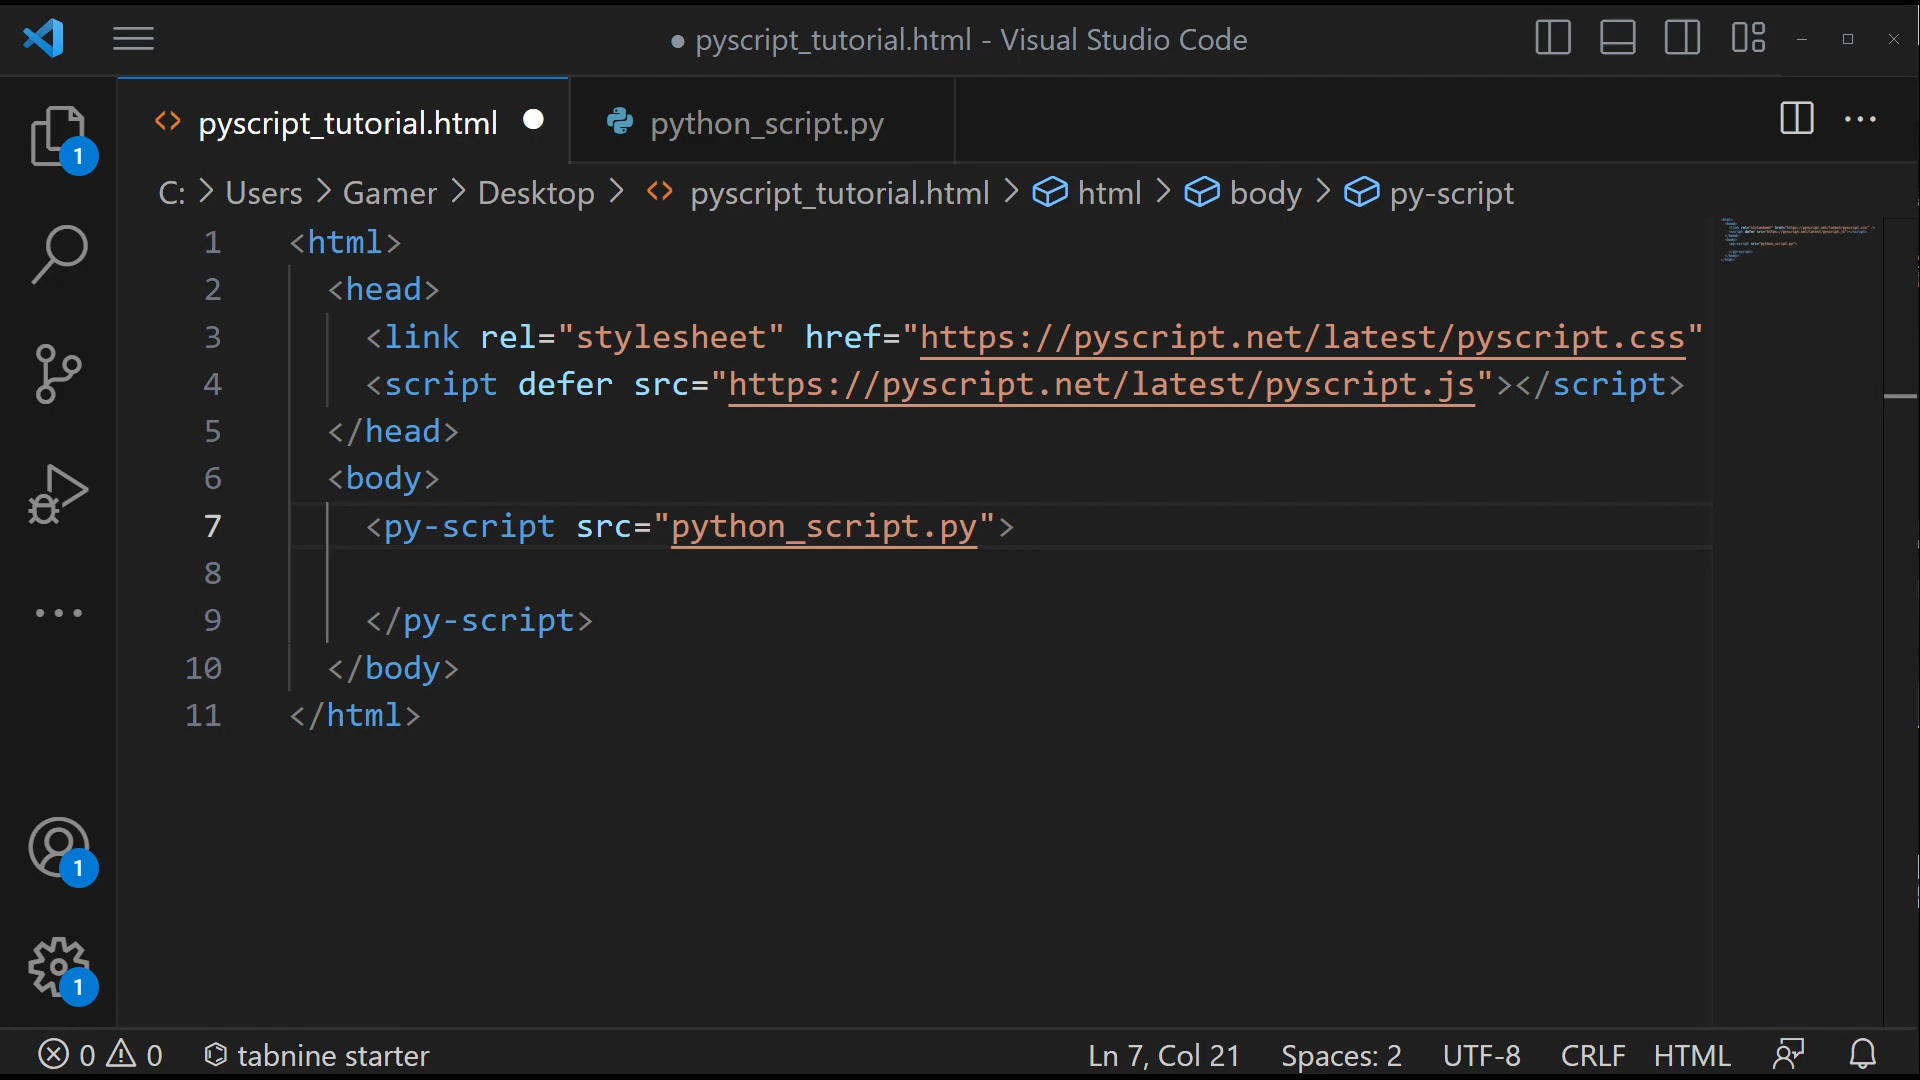 ● pyscript_tutorial.html - Visual Studio Code
<> pyscript_tutorial.html ● python_script.py ...
C: > Users > Gamer > Desktop > <> pyscript_tutorial.html > html > body > py-script
1 <html>
2 <head>
3 <link rel="stylesheet" href="https://pyscript.net/latest/pyscript.css"
4 <script defer src="https://pyscript.net/latest/pyscript.js"></script>
5 </head>
6 <body>
7 <py-script src="python_script.py">
8
9 </py-script>
10 </body>
11 </html>
1
1
1
0 0 tabnine starter Ln 7, Col 21 Spaces: 2 UTF-8 CRLF HTML